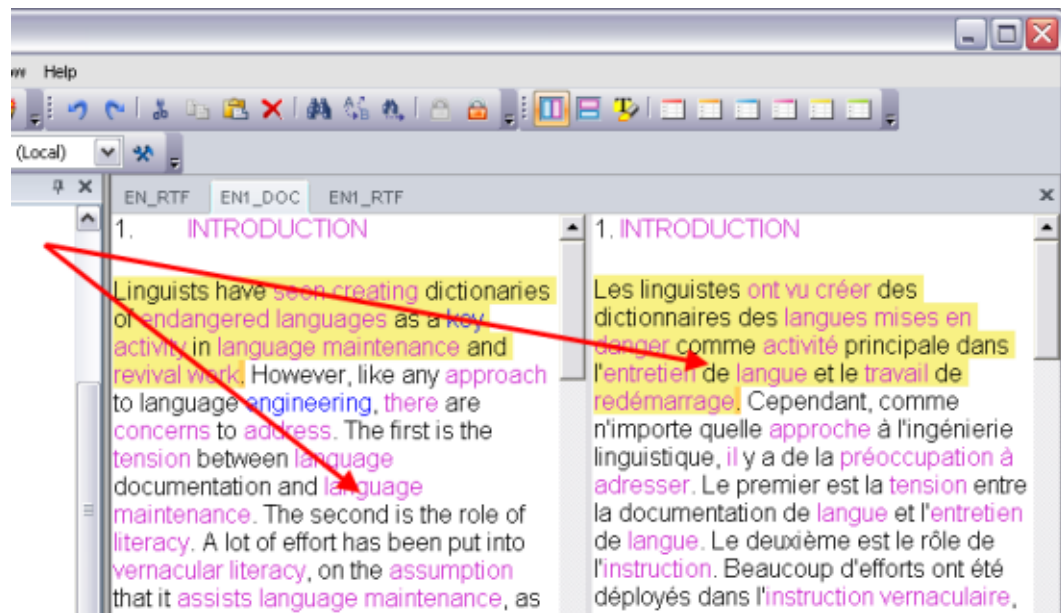 Help
(Local)
EN_RTF EN1_DOC EN1_RTF
1. INTRODUCTION
Linguists have seen creating dictionaries
of endangered languages as a key
activity in language maintenance and
revival work. However, like any approach
to language engineering, there are
concerns to address. The first is the
tension between language
documentation and language
maintenance. The second is the role of
literacy. A lot of effort has been put into
vernacular literacy, on the assumption
that it assists language maintenance, as
1. INTRODUCTION
Les linguistes ont vu créer des
dictionnaires des langues mises en
danger comme activité principale dans
l'entretien de langue et le travail de
redémarrage. Cependant, comme
n'importe quelle approche à l'ingénierie
linguistique, il y a de la préoccupation à
adresser. Le premier est la tension entre
la documentation de langue et l'entretien
de langue. Le deuxième est le rôle de
l'instruction. Beaucoup d'efforts ont été
déployés dans l'instruction vernaculaire,